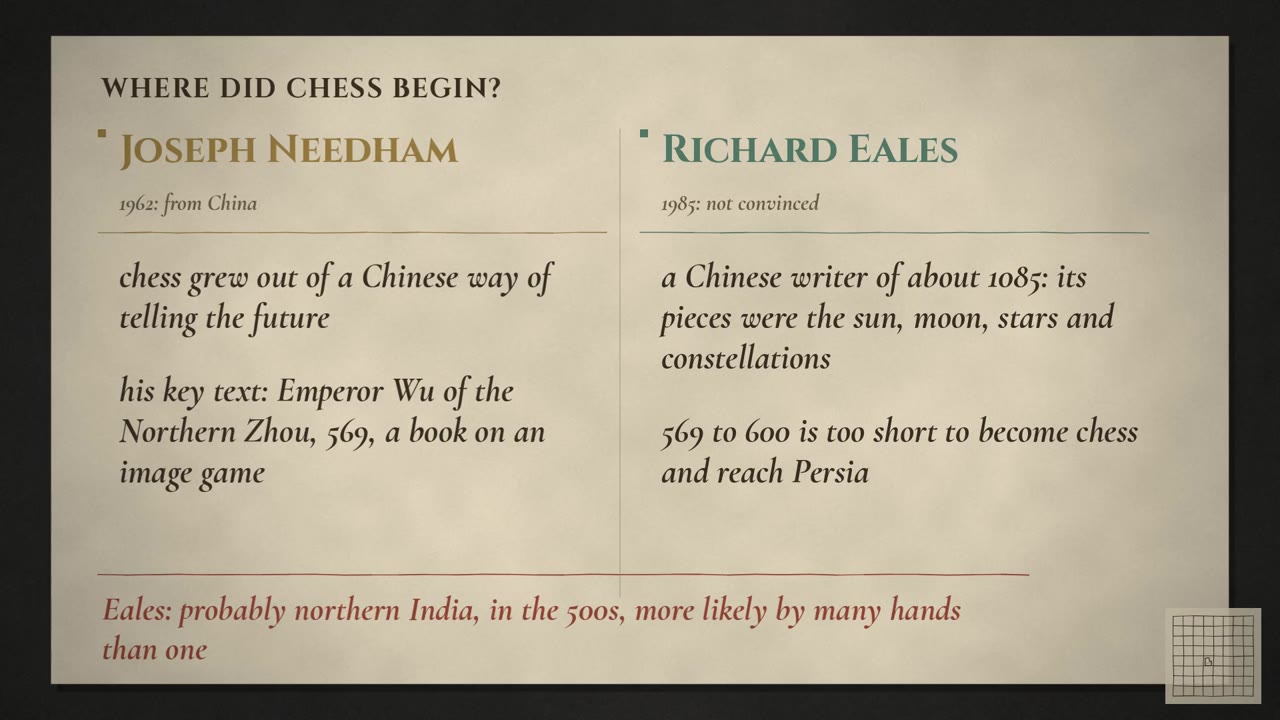 WHERE DID CHESS BEGIN?
JOSEPH NEEDHAM
1962: from China
chess grew out of a Chinese way of
telling the future
his key text: Emperor Wu of the
Northern Zhou, 569, a book on an
image game
RICHARD EALES
1985: not convinced
a Chinese writer of about 1085: its
pieces were the sun, moon, stars and
constellations
569 to 600 is too short to become chess
and reach Persia
Eales: probably northern India, in the 500s, more likely by many hands
than one